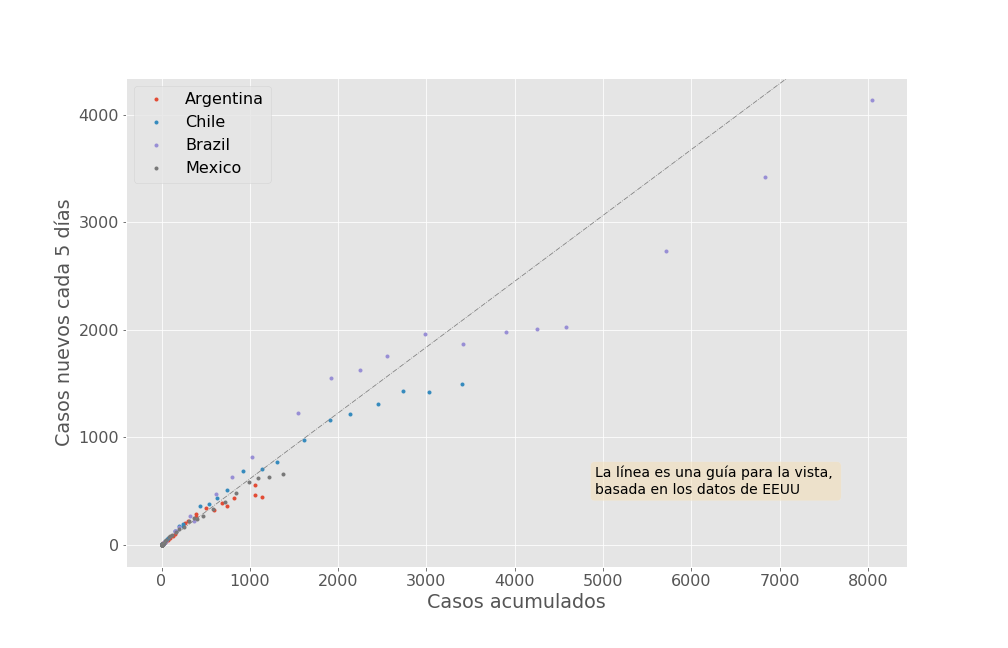 Casos nuevos cada 5 días
4000
3000
2000
1000
0
Argentina
Chile
Brazil
Mexico
La línea es una guía para la vista,
basada en los datos de EEUU
0
1000
2000
3000
4000
5000
6000
7000
8000
Casos acumulados